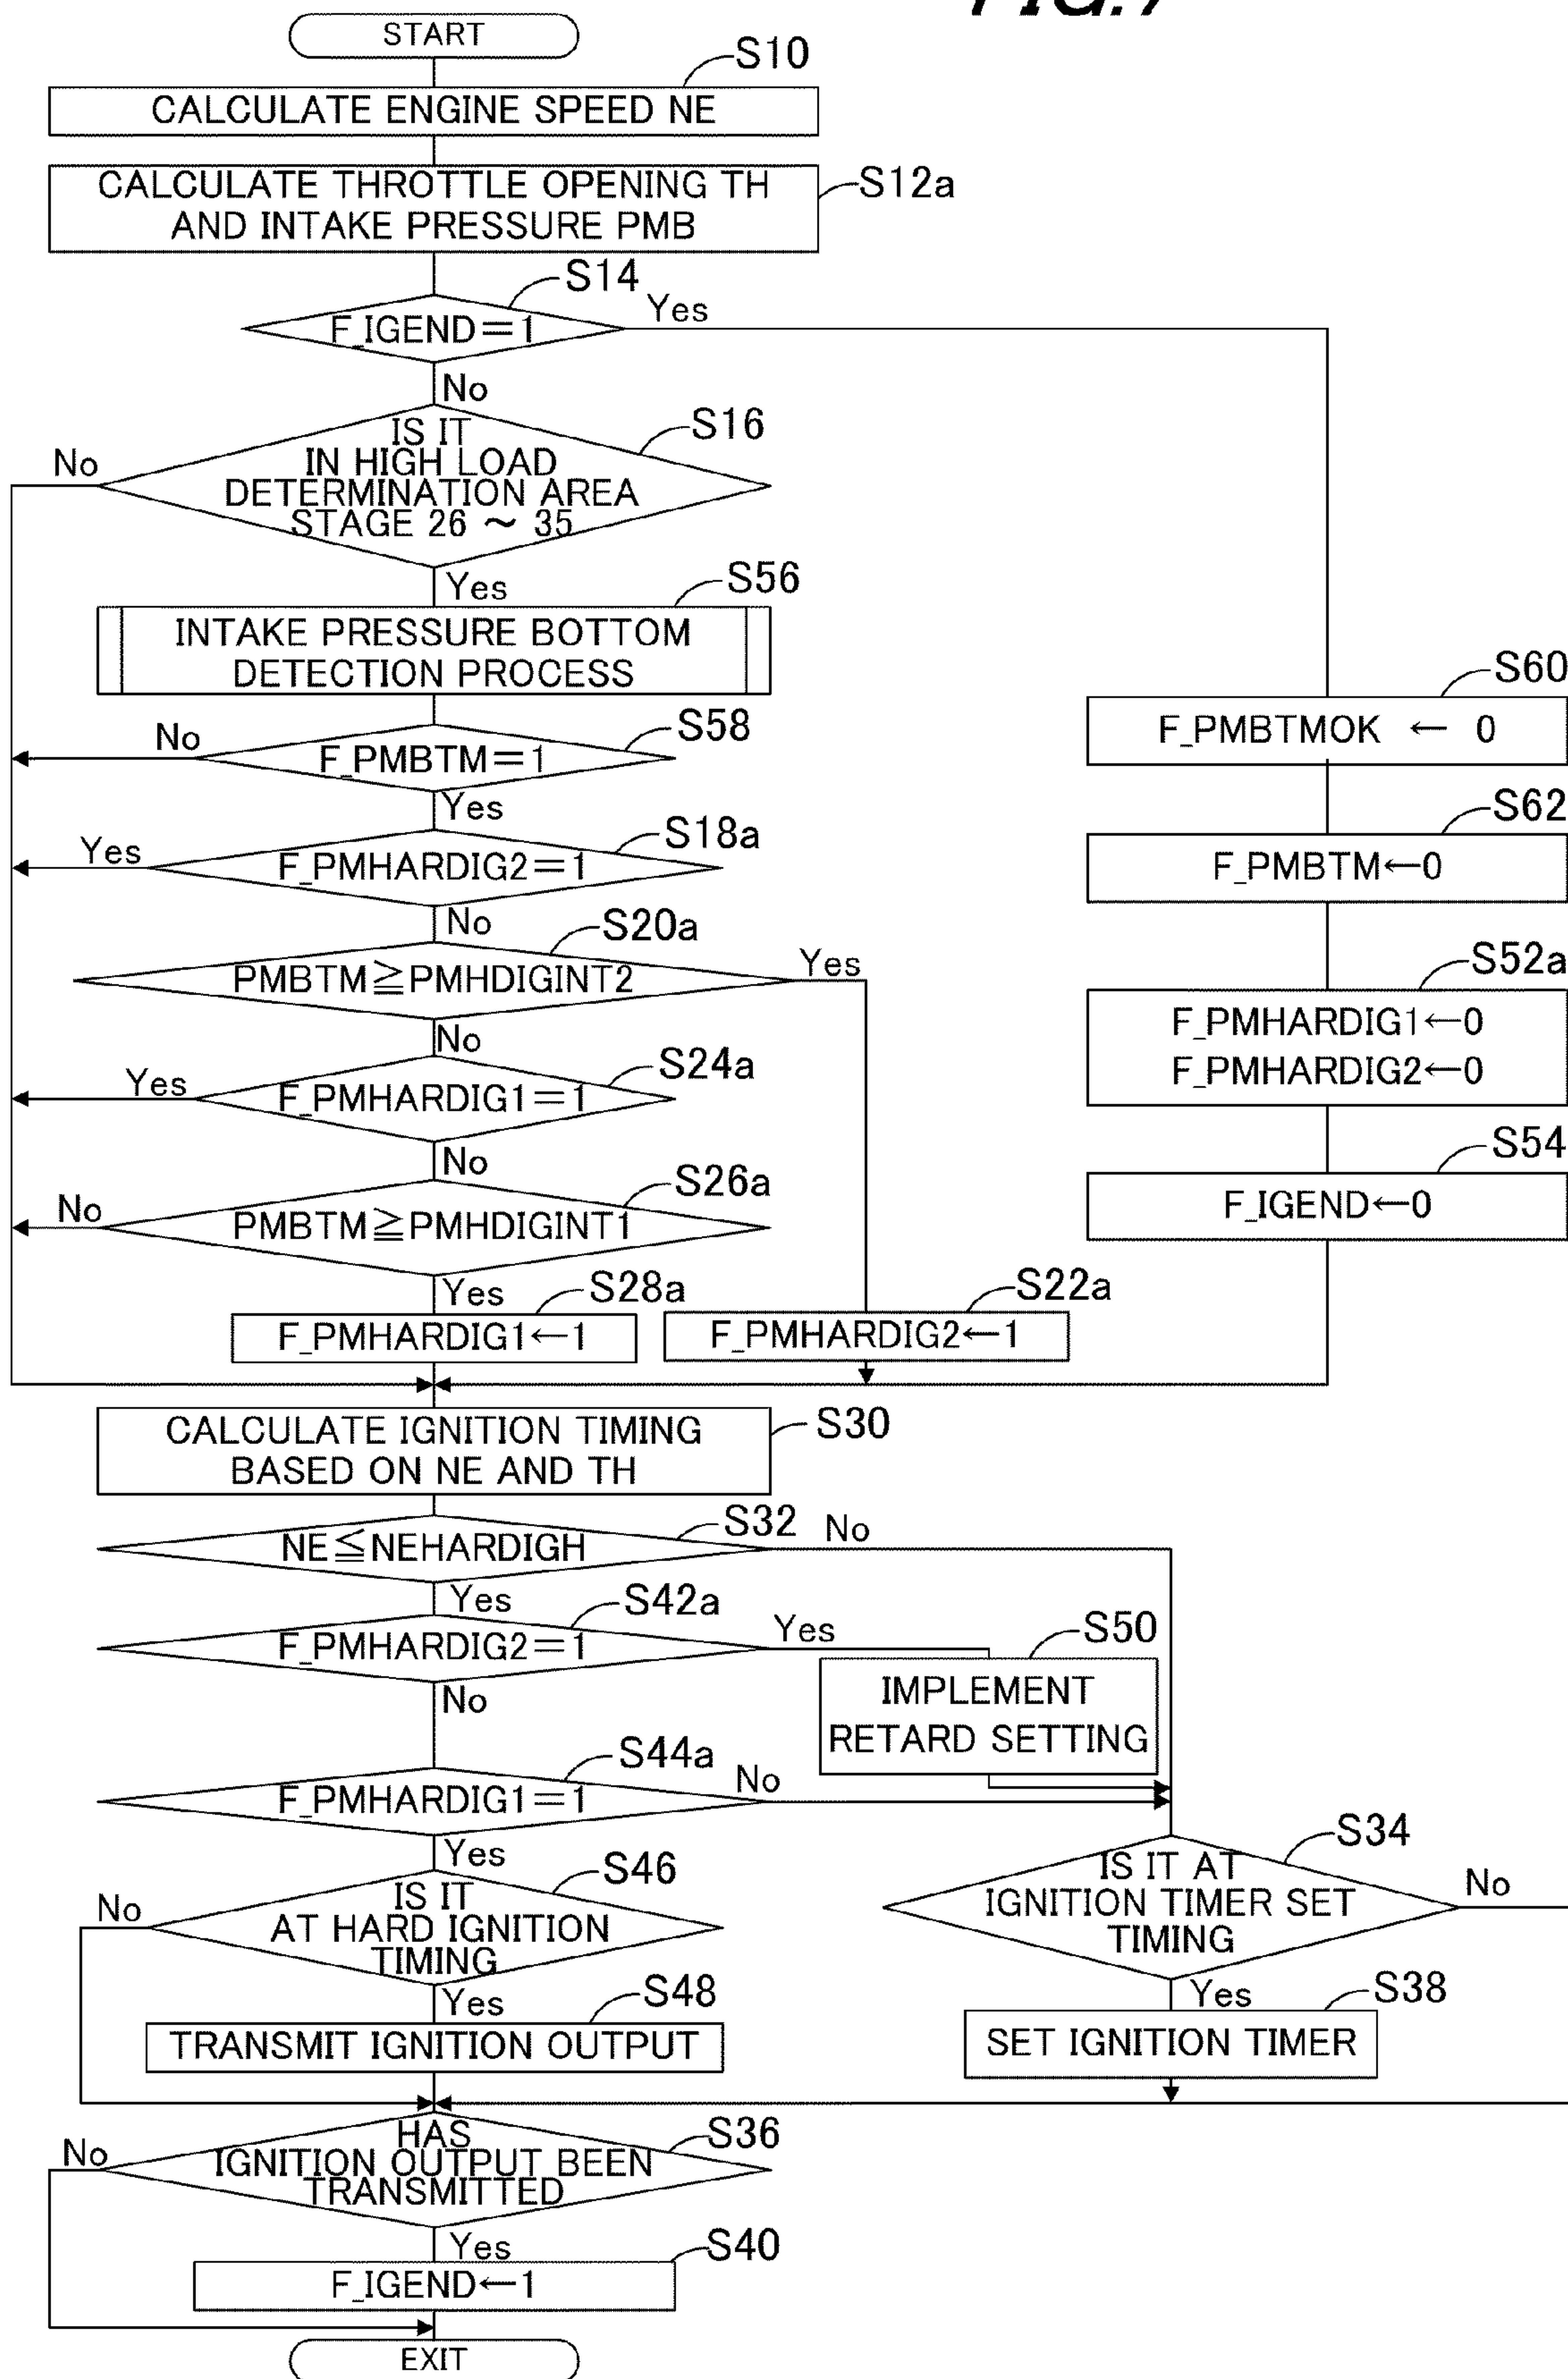 FIG.7
START
S10
CALCULATE ENGINE SPEED NE
CALCULATE THROTTLE OPENING TH
AND INTAKE PRESSURE PMB
S12a
S14
F_IGEND=1
Yes
No
S16
IS IT
IN HIGH LOAD
DETERMINATION AREA
STAGE 26 ~ 35
No
Yes
S56
INTAKE PRESSURE BOTTOM
DETECTION PROCESS
S60
F_PMBTMOK ← 0
S58
No
F_PMBTM=1
Yes
S62
F_PMBTM←0
S18a
Yes
F_PMHARDIG2=1
No
S20a
PMBTM≧PMHDIGINT2
Yes
No
S52a
F_PMHARDIG1←0
F_PMHARDIG2←0
S24a
Yes
F_PMHARDIG1=1
No
S54
F_IGEND←0
S26a
No
PMBTM≧PMHDIGINT1
Yes
S28a
F_PMHARDIG1←1
S22a
F_PMHARDIG2←1
CALCULATE IGNITION TIMING
BASED ON NE AND TH
S30
S32
NE≦NEHARDIGH
No
Yes
S42a
F_PMHARDIG2=1
Yes
No
S50
IMPLEMENT
RETARD SETTING
S44a
F_PMHARDIG1=1
No
Yes
S46
IS IT
AT HARD IGNITION
TIMING
No
Yes
S34
IS IT AT
IGNITION TIMER SET
TIMING
No
Yes
S48
TRANSMIT IGNITION OUTPUT
S38
SET IGNITION TIMER
S36
HAS
IGNITION OUTPUT BEEN
TRANSMITTED
No
Yes
S40
F_IGEND←1
EXIT